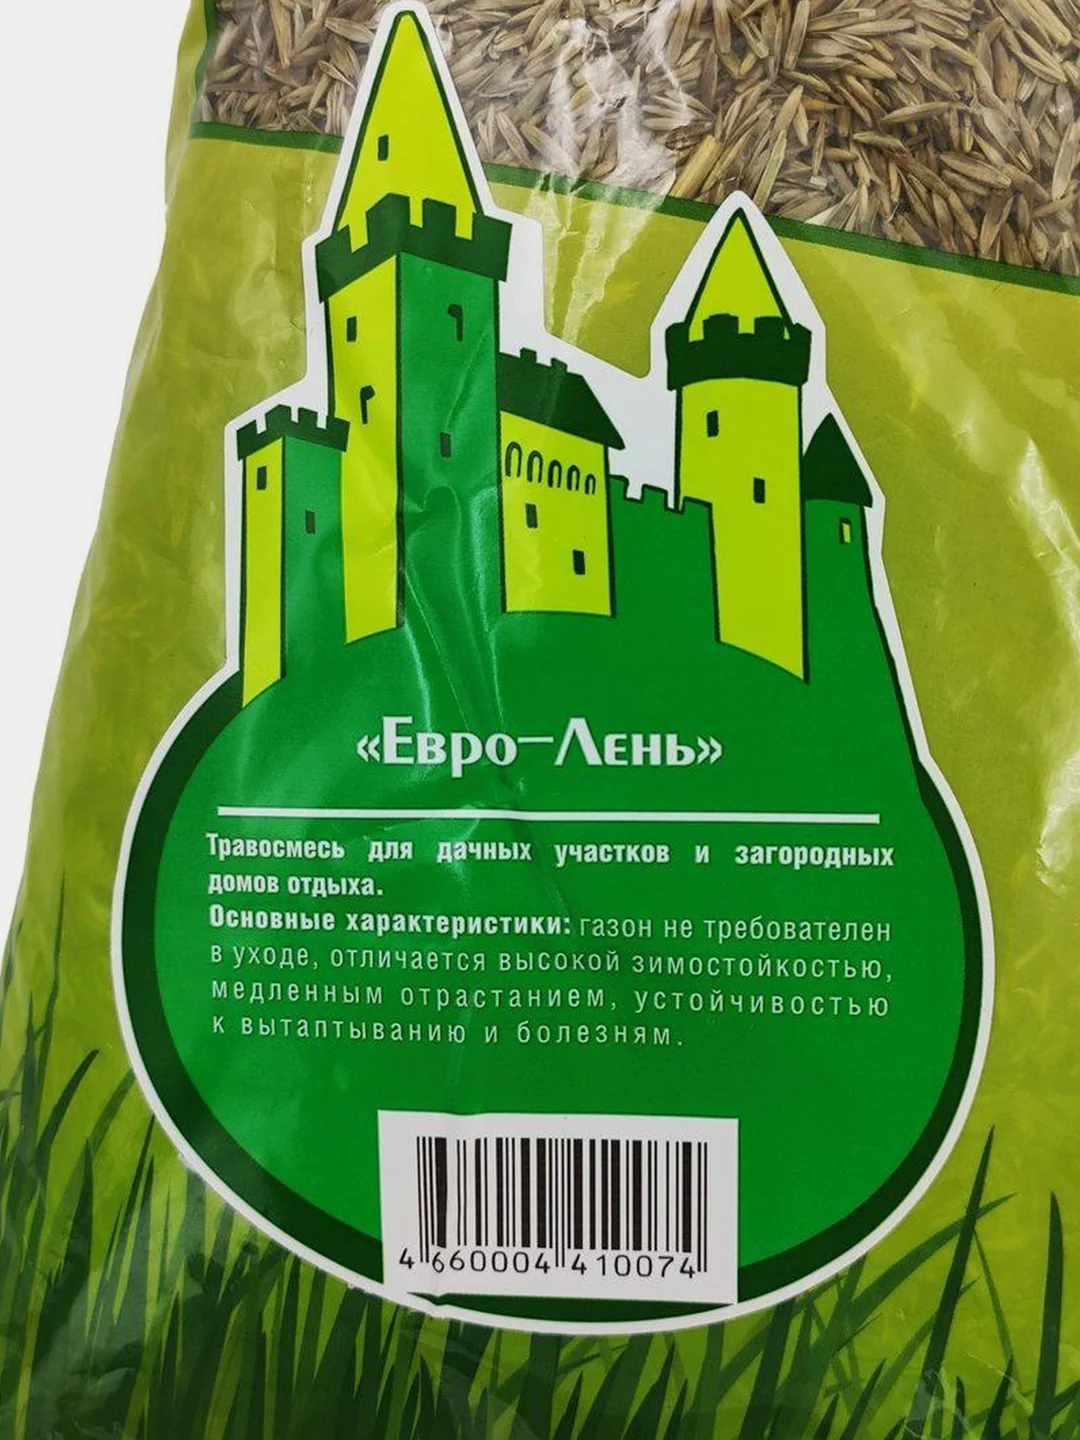 «Евро-Лень»
Травосмесь для дачных участков и загородных
домов отдыха.
Основные характеристики: газон не требователен
в уходе, отличается высокой зимостойкостью,
медленным отрастанием, устойчивостью
к вытаптыванию и болезням.
4 660004 410074